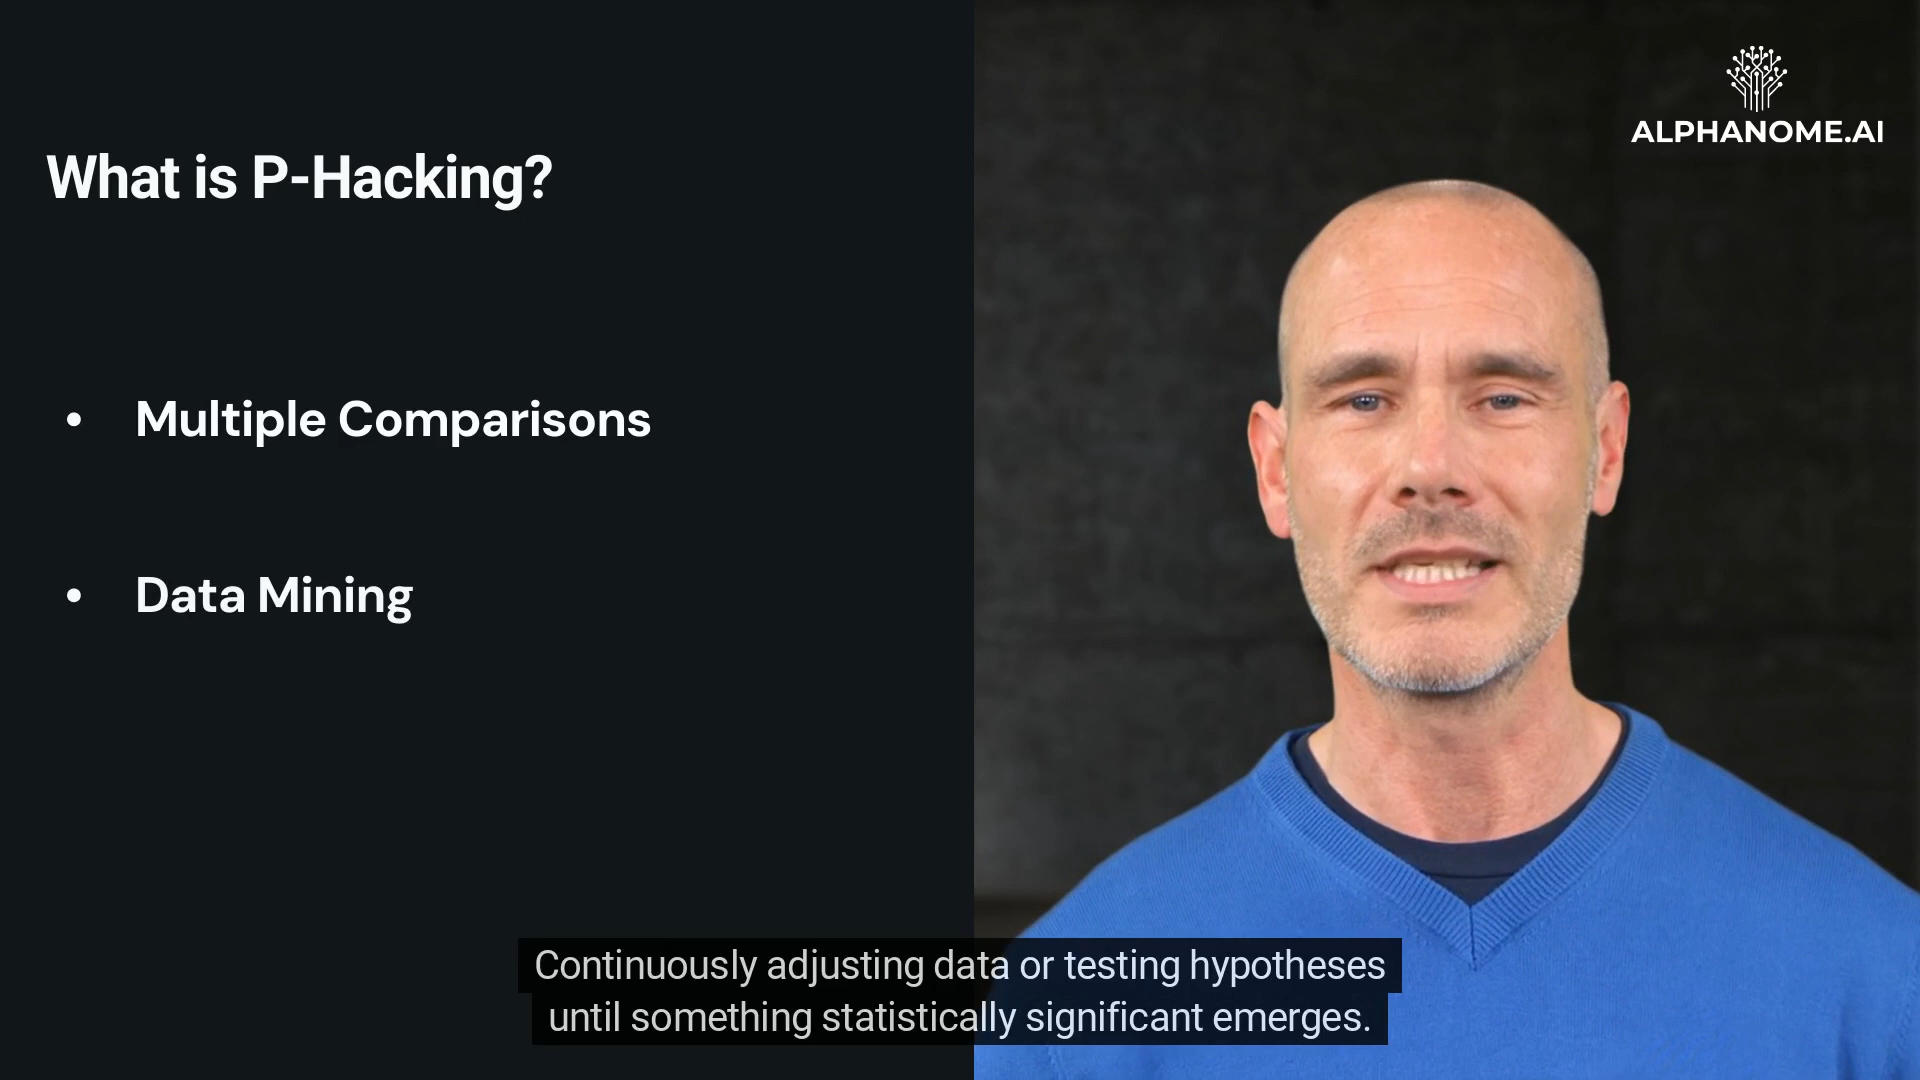 ALPHANOME.AI
What is P-Hacking?
• Multiple Comparisons
• Data Mining
Continuously adjusting data or testing hypotheses
until something statistically significant emerges.